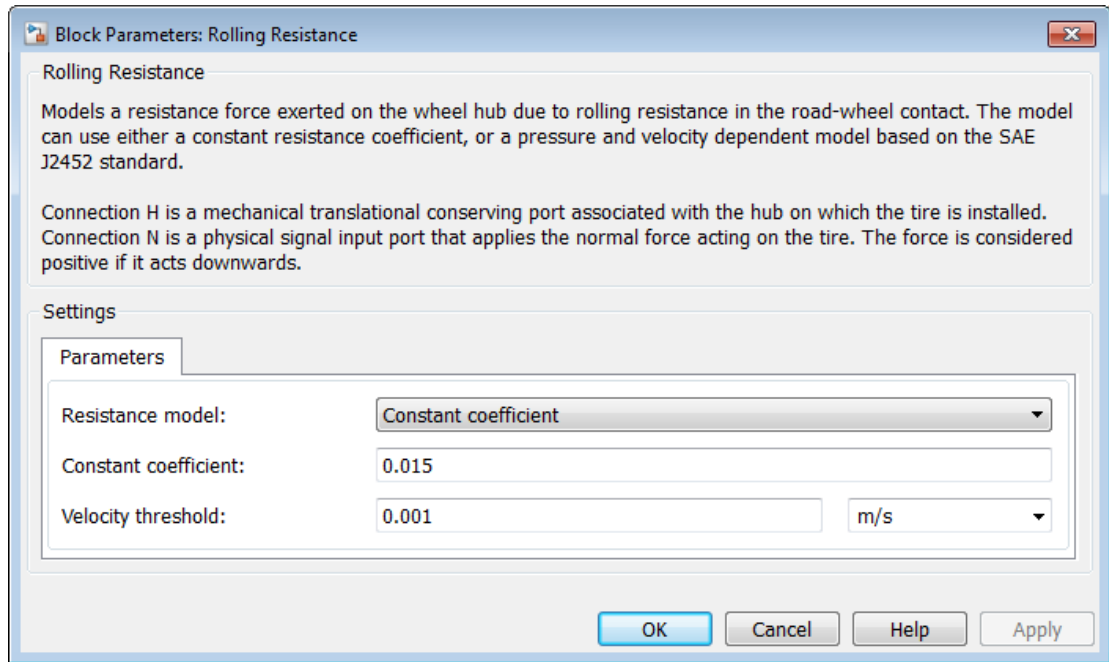 Block Parameters: Rolling Resistance
Rolling Resistance
Models a resistance force exerted on the wheel hub due to rolling resistance in the road-wheel contact. The model
can use either a constant resistance coefficient, or a pressure and velocity dependent model based on the SAE
J2452 standard.
Connection H is a mechanical translational conserving port associated with the hub on which the tire is installed.
Connection N is a physical signal input port that applies the normal force acting on the tire. The force is considered
positive if it acts downwards.
Settings
Parameters
Resistance model: Constant coefficient
Constant coefficient: 0.015
Velocity threshold: 0.001 m/s
OK Cancel Help Apply